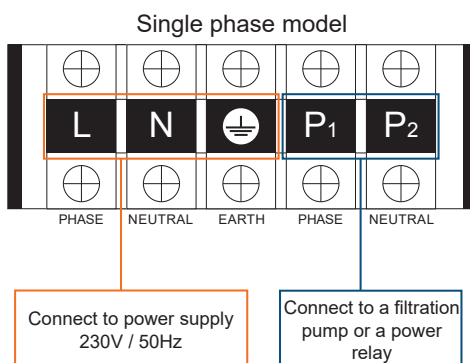 Single phase model
L N P1 P2
PHASE NEUTRAL EARTH PHASE NEUTRAL
Connect to power supply
230V / 50Hz
Connect to a filtration
pump or a power
relay